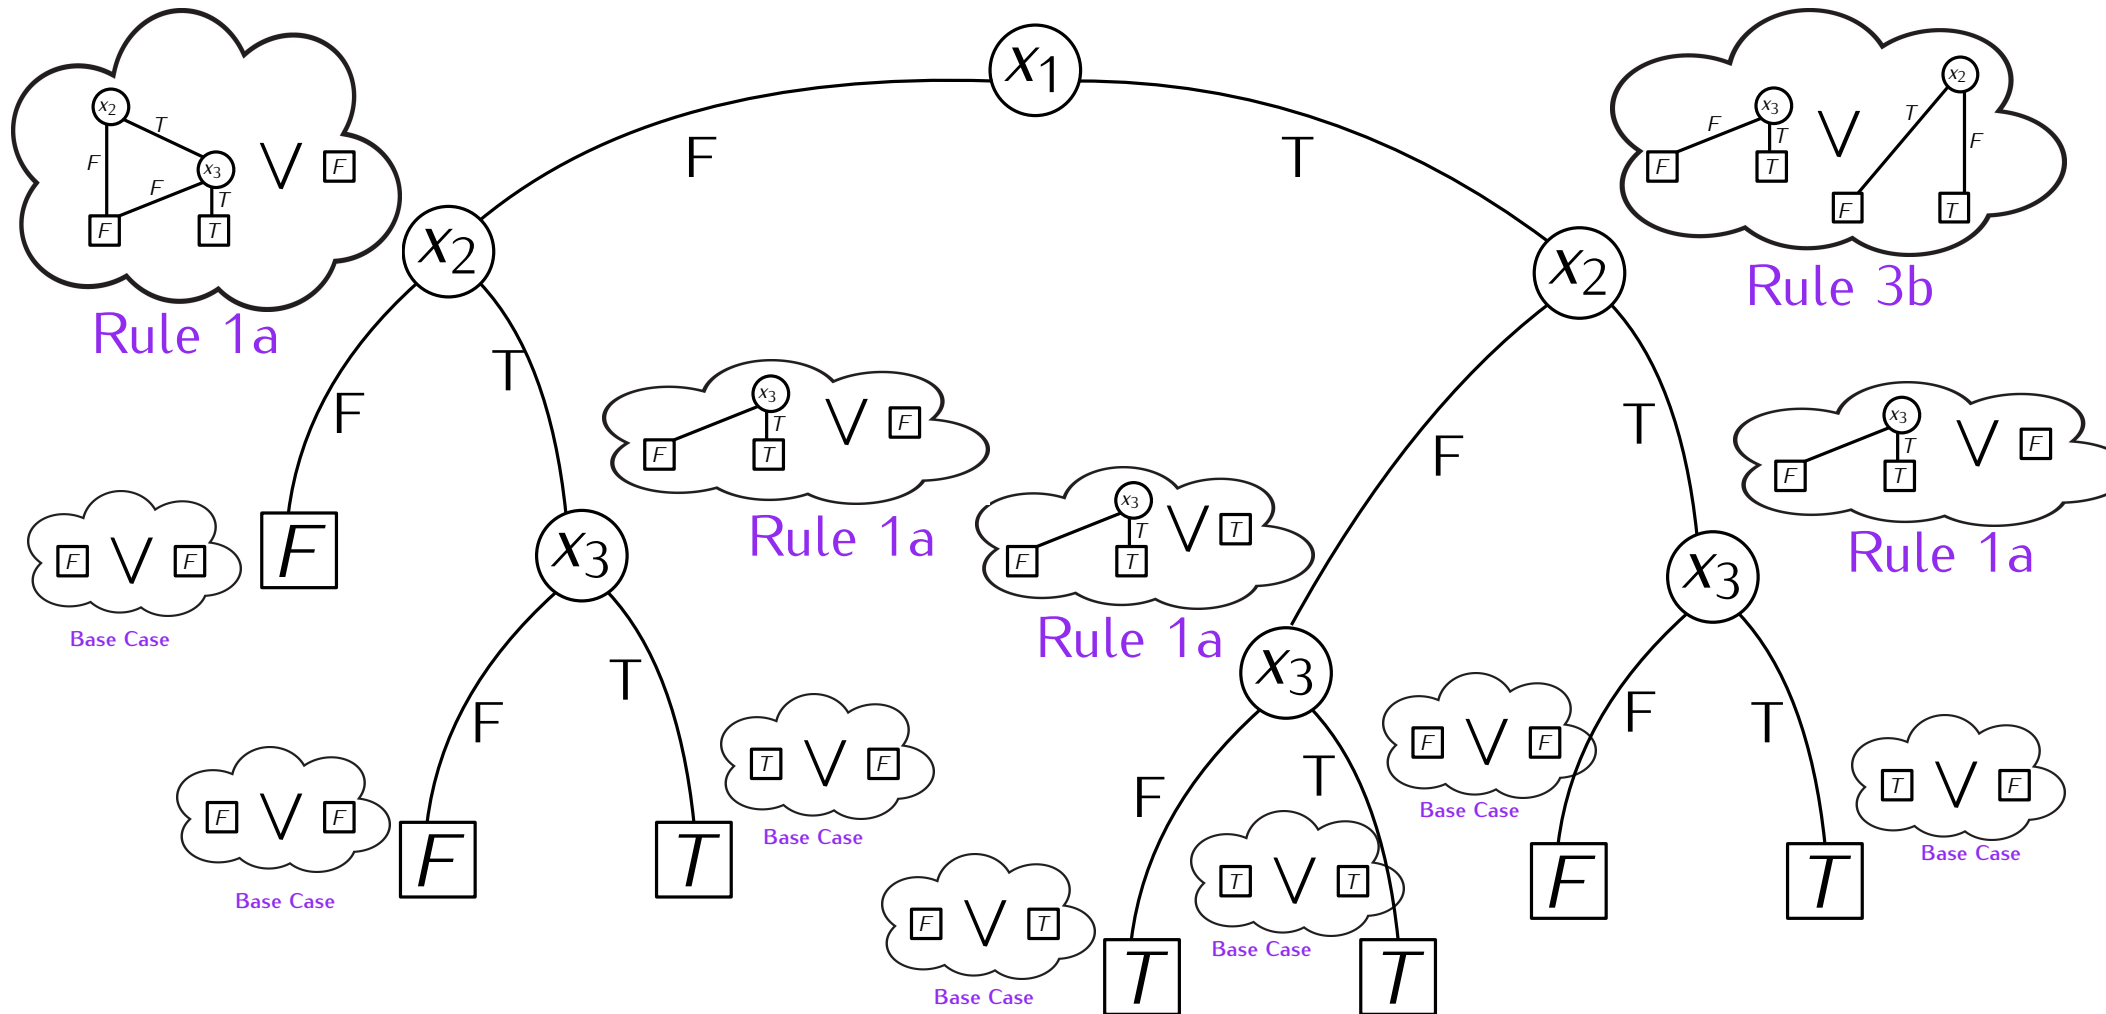 x1
F
T
x2
T
F
F
x3
T
F
T
⋁
F
Rule 1a
x3
F
T
F
T
⋁
x2
T
F
F
T
Rule 3b
x2
x2
F
T
F
T
x3
T
F
T
⋁
F
Rule 1a
x3
T
F
T
⋁
T
Rule 1a
x3
T
F
T
⋁
F
Rule 1a
F ⋁ F
Base Case
F
x3
F
T
x3
F
T
x3
F
T
F ⋁ F
Base Case
F
T
T ⋁ F
Base Case
F ⋁ T
Base Case
T
T ⋁ T
Base Case
T
F ⋁ F
Base Case
F
T
T ⋁ F
Base Case